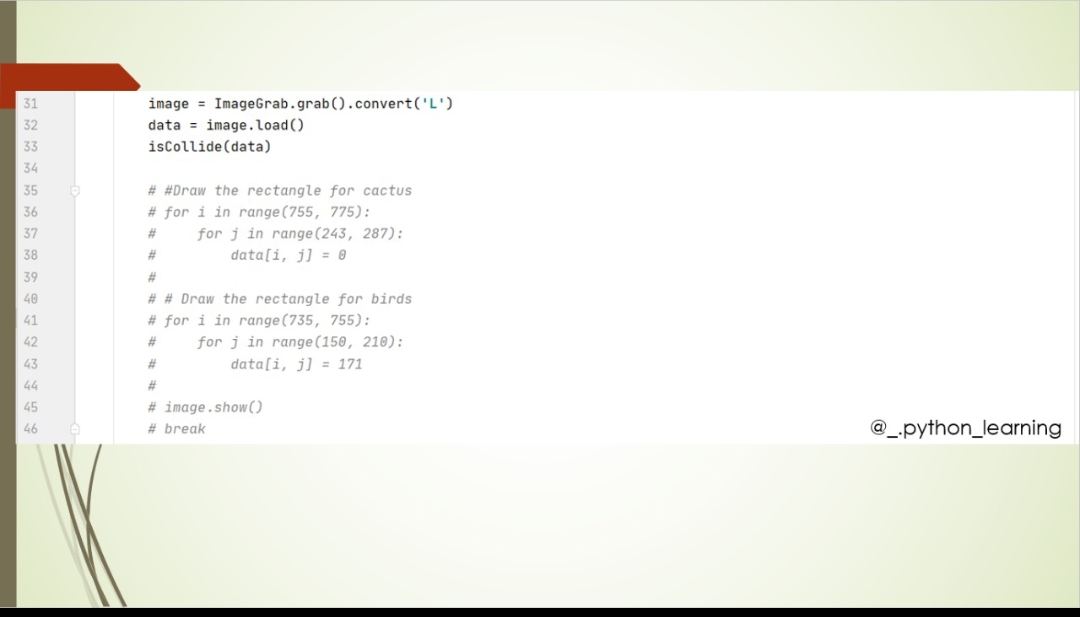 31 image = ImageGrab.grab().convert('L')
32 data = image.load()
33 isCollide(data)
34
35 # #Draw the rectangle for cactus
36 # for i in range(755, 775):
37 #     for j in range(243, 287):
38 #         data[i, j] = 0
39 #
40 # # Draw the rectangle for birds
41 # for i in range(735, 755):
42 #     for j in range(150, 210):
43 #         data[i, j] = 171
44 #
45 # image.show()
46 # break
@_.python_learning